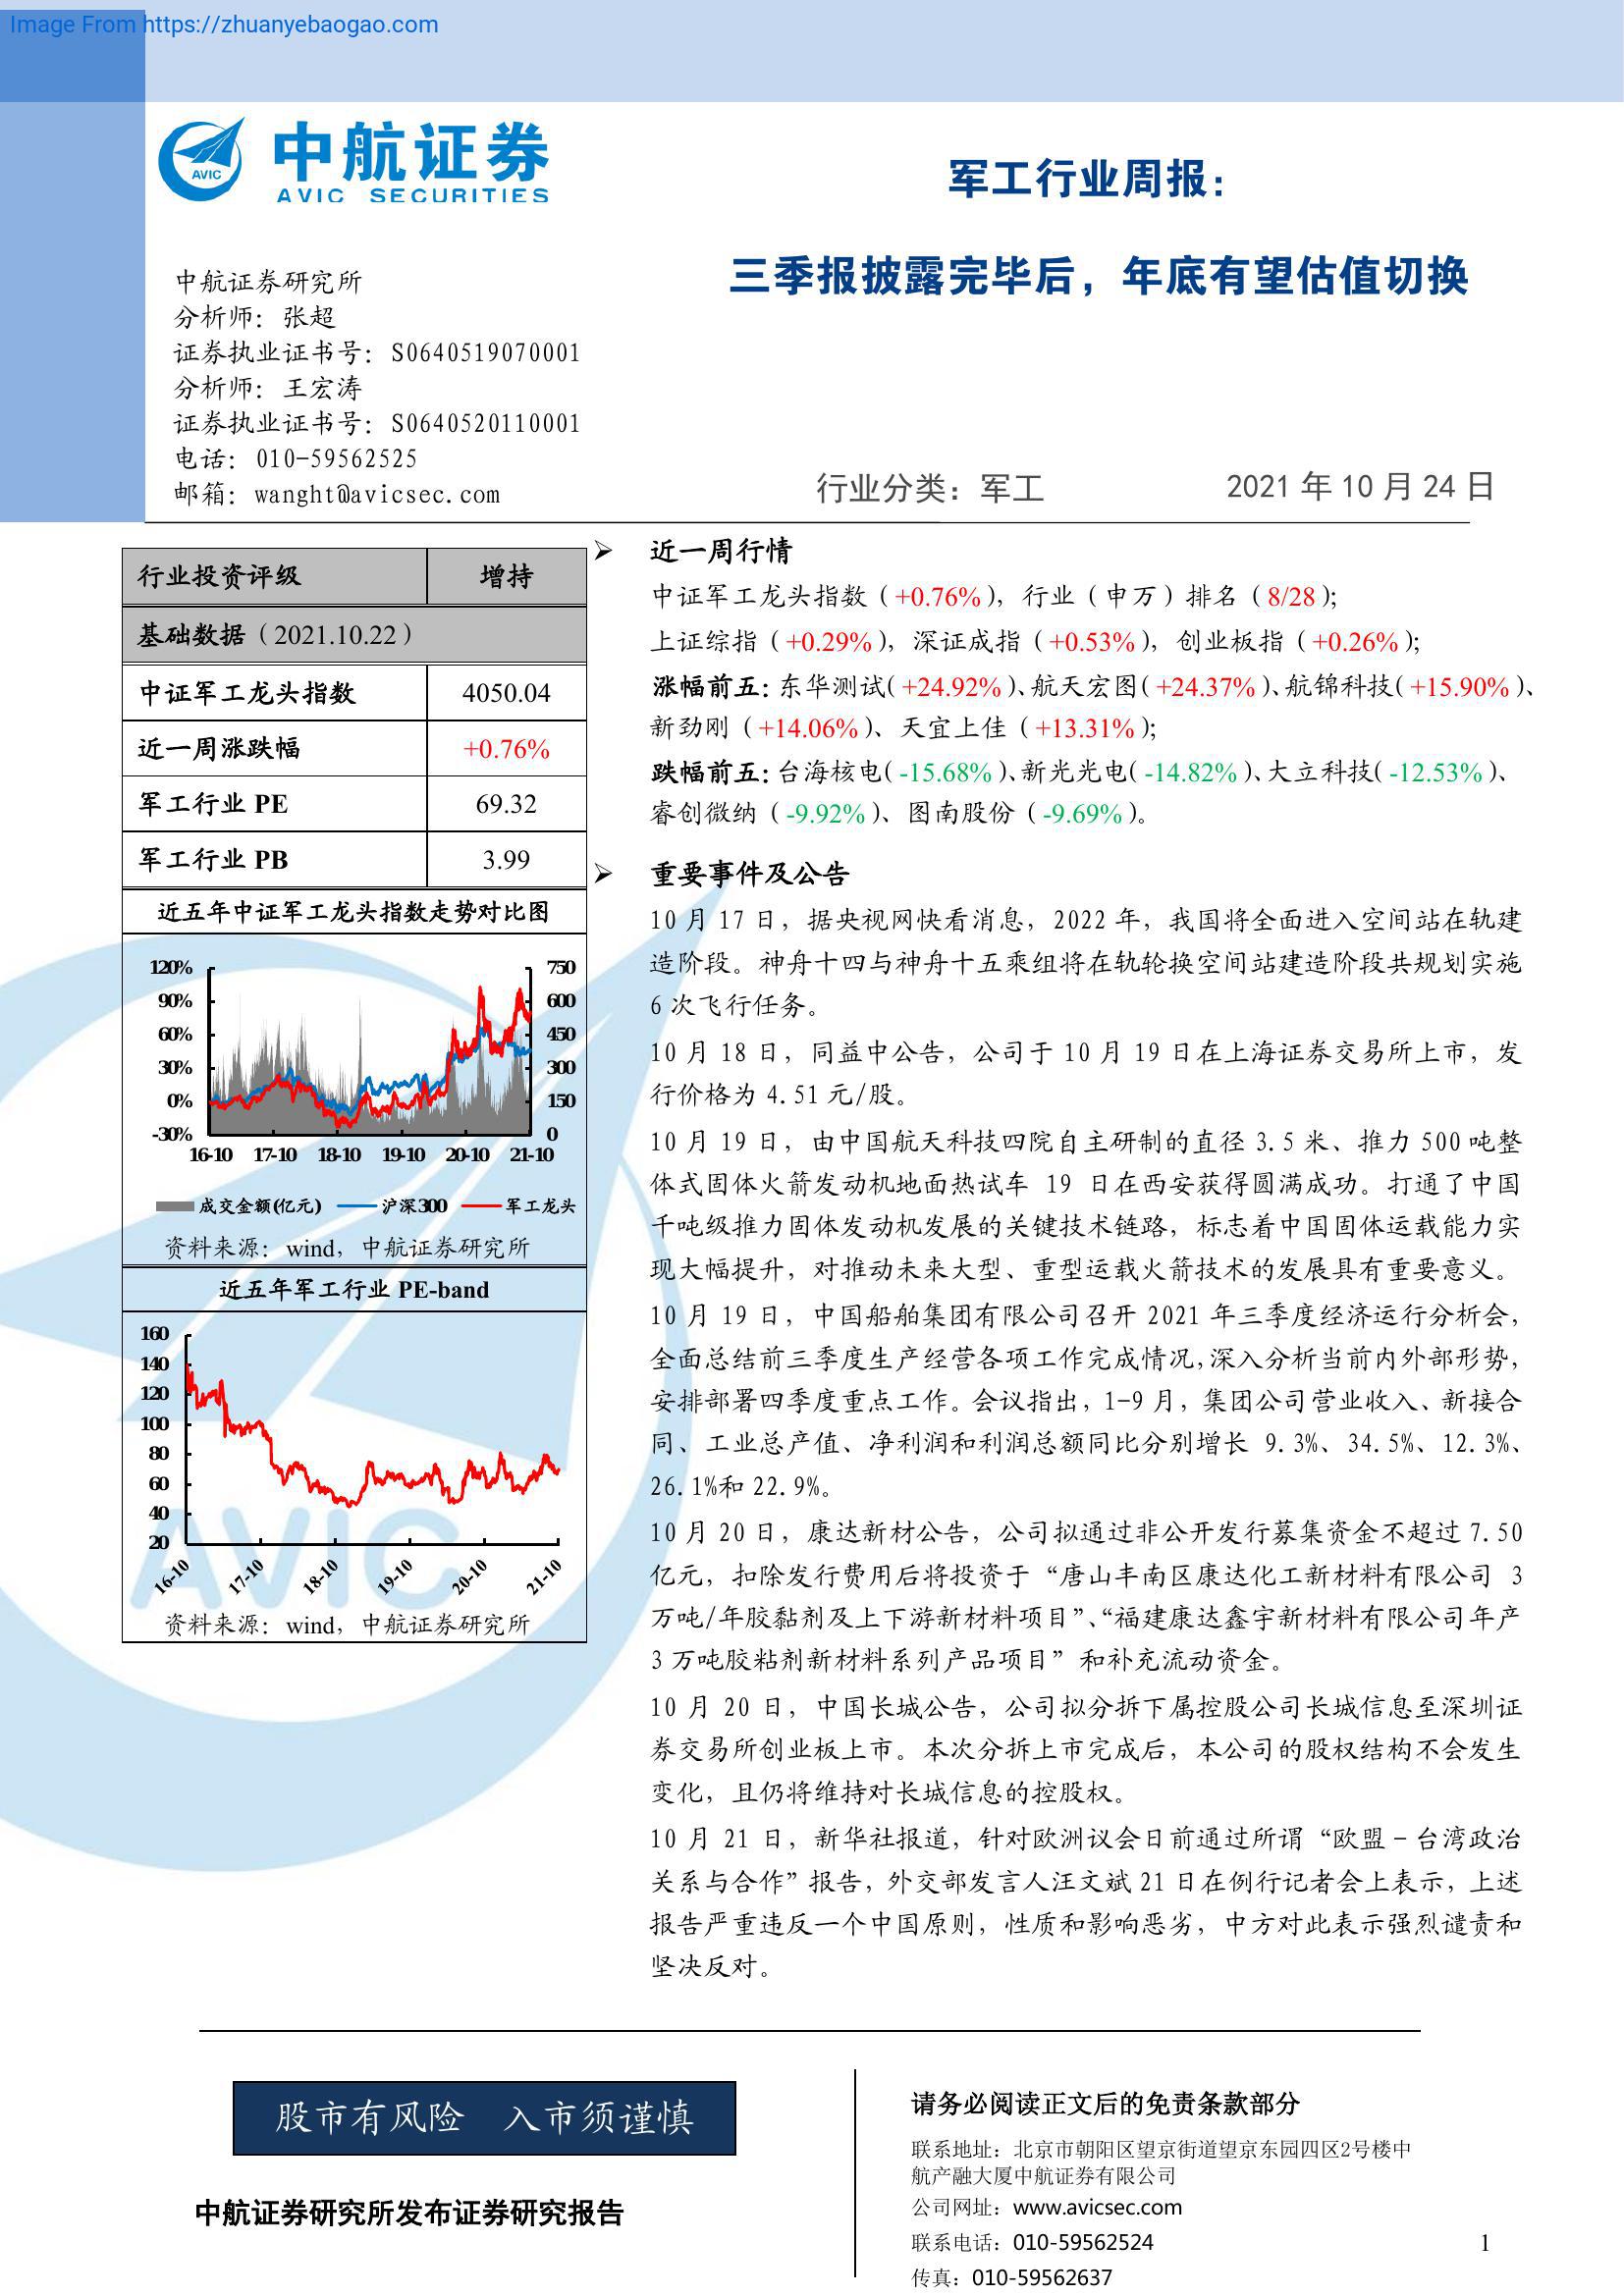 Image From https://zhuanyebaogao.com
中航证券
AVIC SECURITIES
AVIC
军工行业周报：
三季报披露完毕后，年底有望估值切换
中航证券研究所
分析师：张超
证券执业证书号：S0640519070001
分析师：王宏涛
证券执业证书号：S0640520110001
电话：010-59562525
邮箱：wanght@avicsec.com
行业分类：军工
2021 年 10 月 24 日
行业投资评级 增持
基础数据（2021.10.22）
中证军工龙头指数 4050.04
近一周涨跌幅 +0.76%
军工行业 PE 69.32
军工行业 PB 3.99
近五年中证军工龙头指数走势对比图
120% 750
90% 600
60% 450
30% 300
0% 150
-30% 0
16-10 17-10 18-10 19-10 20-10 21-10
成交金额(亿元) 沪深300 军工龙头
资料来源：wind，中航证券研究所
近五年军工行业 PE-band
160
140
120
100
80
60
40
20
16-10 17-10 18-10 19-10 20-10 21-10
资料来源：wind，中航证券研究所
AVIC
➢ 近一周行情
中证军工龙头指数（+0.76%），行业（申万）排名（8/28）；
上证综指（+0.29%），深证成指（+0.53%），创业板指（+0.26%）；
涨幅前五：东华测试（+24.92%）、航天宏图（+24.37%）、航锦科技（+15.90%）、
新劲刚（+14.06%）、天宜上佳（+13.31%）；
跌幅前五：台海核电（-15.68%）、新光光电（-14.82%）、大立科技（-12.53%）、
睿创微纳（-9.92%）、图南股份（-9.69%）。
➢ 重要事件及公告
10 月 17 日，据央视网快看消息，2022 年，我国将全面进入空间站在轨建
造阶段。神舟十四与神舟十五乘组将在轨轮换空间站建造阶段共规划实施
6 次飞行任务。
10 月 18 日，同益中公告，公司于 10 月 19 日在上海证券交易所上市，发
行价格为 4.51 元/股。
10 月 19 日，由中国航天科技四院自主研制的直径 3.5 米、推力 500 吨整
体式固体火箭发动机地面热试车 19 日在西安获得圆满成功。打通了中国
千吨级推力固体发动机发展的关键技术链路，标志着中国固体运载能力实
现大幅提升，对推动未来大型、重型运载火箭技术的发展具有重要意义。
10 月 19 日，中国船舶集团有限公司召开 2021 年三季度经济运行分析会，
全面总结前三季度生产经营各项工作完成情况，深入分析当前内外部形势，
安排部署四季度重点工作。会议指出，1-9 月，集团公司营业收入、新接合
同、工业总产值、净利润和利润总额同比分别增长 9.3%、34.5%、12.3%、
26.1%和 22.9%。
10 月 20 日，康达新材公告，公司拟通过非公开发行募集资金不超过 7.50
亿元，扣除发行费用后将投资于“唐山丰南区康达化工新材料有限公司 3
万吨/年胶黏剂及上下游新材料项目”、“福建康达鑫宇新材料有限公司年产
3 万吨胶粘剂新材料系列产品项目”和补充流动资金。
10 月 20 日，中国长城公告，公司拟分拆下属控股公司长城信息至深圳证
券交易所创业板上市。本次分拆上市完成后，本公司的股权结构不会发生
变化，且仍将维持对长城信息的控股权。
10 月 21 日，新华社报道，针对欧洲议会日前通过所谓“欧盟－台湾政治
关系与合作”报告，外交部发言人汪文斌 21 日在例行记者会上表示，上述
报告严重违反一个中国原则，性质和影响恶劣，中方对此表示强烈谴责和
坚决反对。
股市有风险 入市须谨慎
中航证券研究所发布证券研究报告
请务必阅读正文后的免责条款部分
联系地址：北京市朝阳区望京街道望京东园四区2号楼中
航产融大厦中航证券有限公司
公司网址：www.avicsec.com
联系电话：010-59562524
传真：010-59562637
1